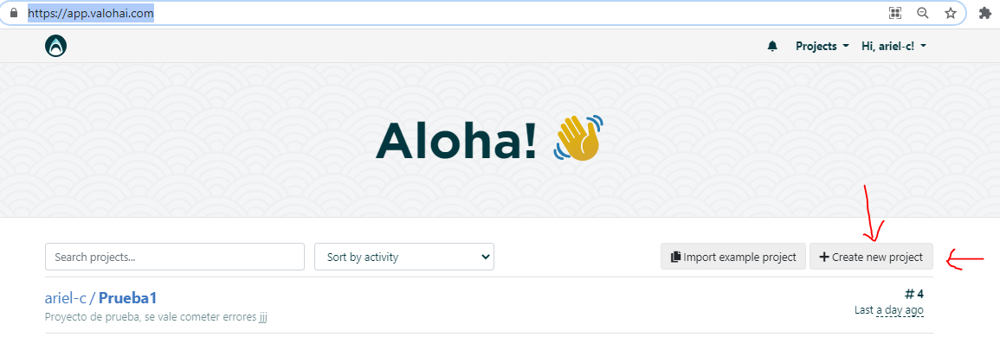 https://app.valohai.com
Projects Hi, ariel-c!
Aloha!
Search projects... Sort by activity Import example project + Create new project
ariel-c / Prueba1 # 4
Proyecto de prueba, se vale cometer errores jjj Last a day ago